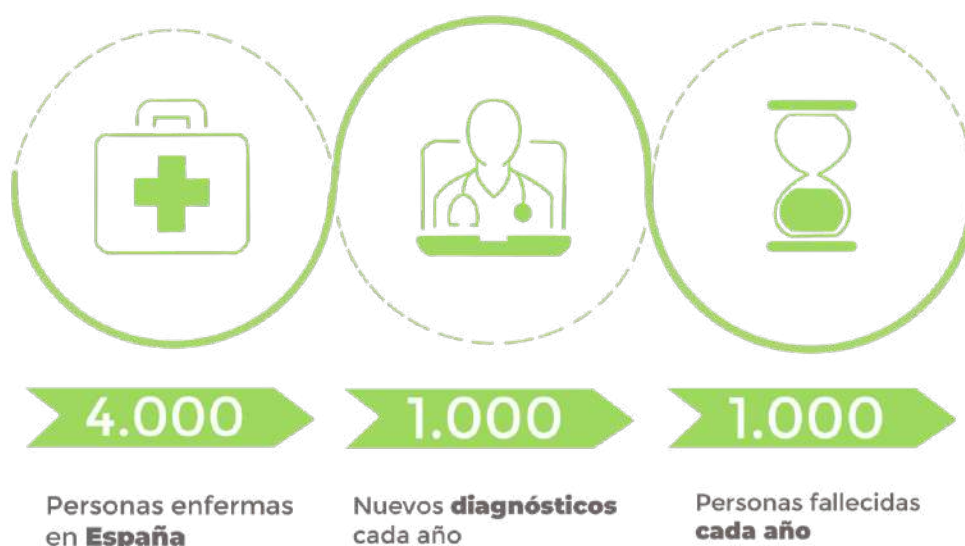 4.000
1.000
1.000
Personas enfermas
en España
Nuevos diagnósticos
cada año
Personas fallecidas
cada año